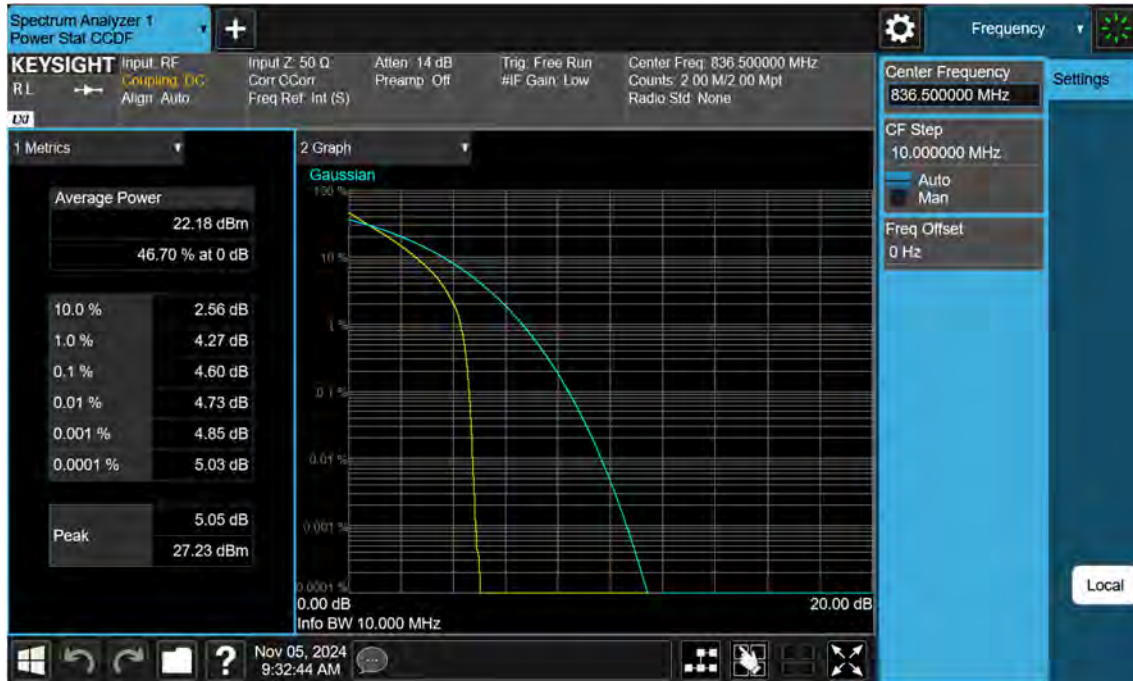 Spectrum Analyzer 1
Power Stat CCDF
Frequency
KEYSIGHT
RL
LXI
Input: RF
Coupling: DC
Align: Auto
Input Z: 50 Ω
Corr CCorr
Freq Ref: Int (S)
Atten: 14 dB
Preamp: Off
Trig: Free Run
#IF Gain: Low
Center Freq: 836.500000 MHz
Counts: 2.00 M/2.00 Mpt
Radio Std: None
Center Frequency
836.500000 MHz
Settings
CF Step
10.000000 MHz
Auto
Man
Freq Offset
0 Hz
Local
1 Metrics
Average Power
22.18 dBm
46.70 % at 0 dB
10.0 % 2.56 dB
1.0 % 4.27 dB
0.1 % 4.60 dB
0.01 % 4.73 dB
0.001 % 4.85 dB
0.0001 % 5.03 dB
Peak
5.05 dB
27.23 dBm
2 Graph
Gaussian
100 %
10 %
1 %
0.1 %
0.01 %
0.001 %
0.0001 %
0.00 dB 20.00 dB
Info BW 10.000 MHz
?
Nov 05, 2024
9:32:44 AM